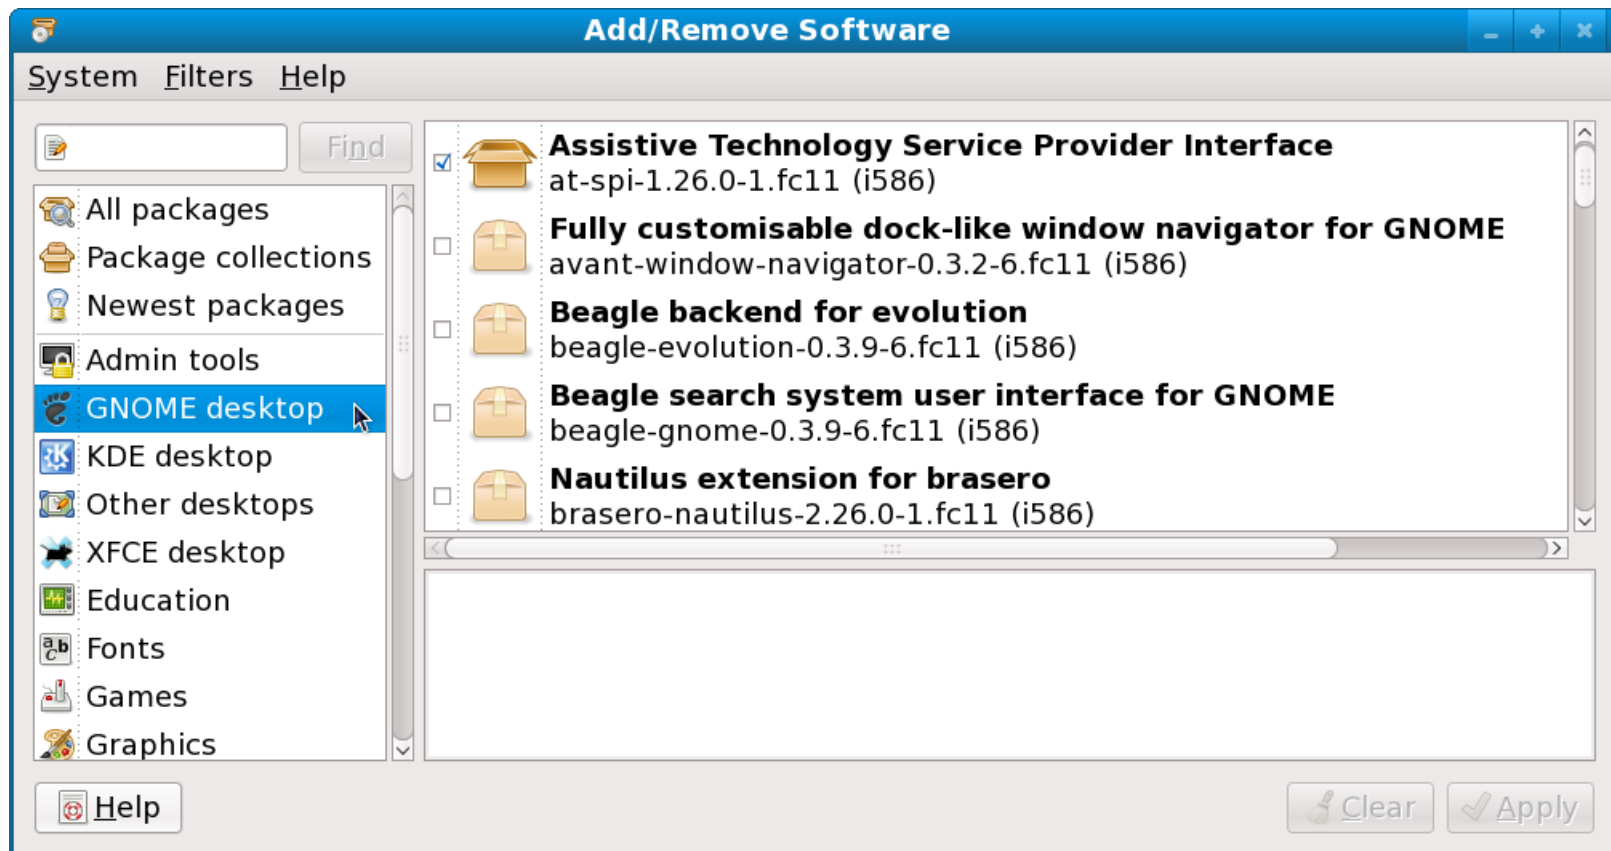 Add/Remove Software
System Filters Help
Find
All packages
Package collections
Newest packages
Admin tools
GNOME desktop
KDE desktop
Other desktops
XFCE desktop
Education
Fonts
Games
Graphics
Assistive Technology Service Provider Interface
at-spi-1.26.0-1.fc11 (i586)
Fully customisable dock-like window navigator for GNOME
avant-window-navigator-0.3.2-6.fc11 (i586)
Beagle backend for evolution
beagle-evolution-0.3.9-6.fc11 (i586)
Beagle search system user interface for GNOME
beagle-gnome-0.3.9-6.fc11 (i586)
Nautilus extension for brasero
brasero-nautilus-2.26.0-1.fc11 (i586)
Help
Clear
Apply